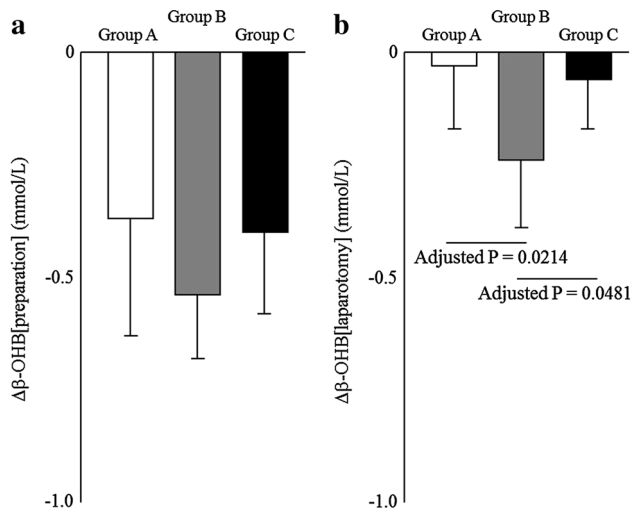 a
Group B
Group A
Group C
0
-0.5
-1.0
Δβ-OHB[preparation] (mmol/L)
b
Group B
Group A
Group C
0
-0.5
-1.0
Δβ-OHB[laparotomy] (mmol/L)
Adjusted P = 0.0214
Adjusted P = 0.0481